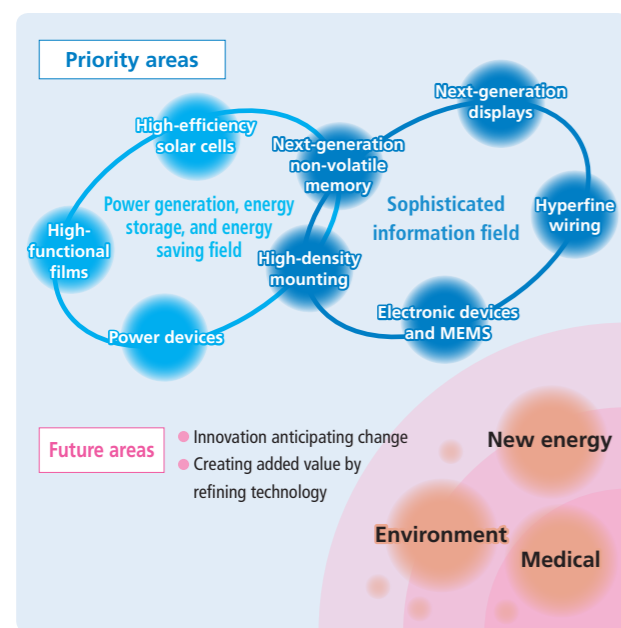 Priority areas
High-efficiency
solar cells
Next-generation
non-volatile
memory
Next-generation
displays
Hyperfine
wiring
High-
functional
films
Power generation, energy
storage, and energy
saving field
Sophisticated
information field
High-density
mounting
Power devices
Electronic devices
and MEMS
Future areas
Innovation anticipating change
Creating added value by
refining technology
New energy
Environment
Medical